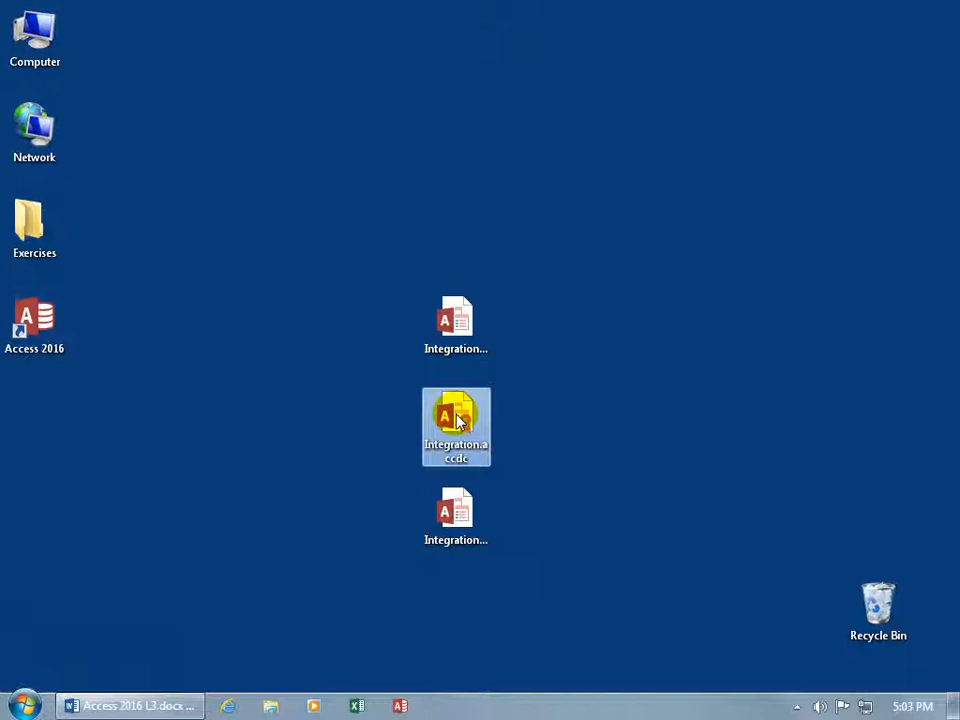 Computer
Network
Exercises
Access 2016
Integration...
Integration.a
ccdc
Integration...
Recycle Bin
Access 2016 L3.docx ...
5:03 PM